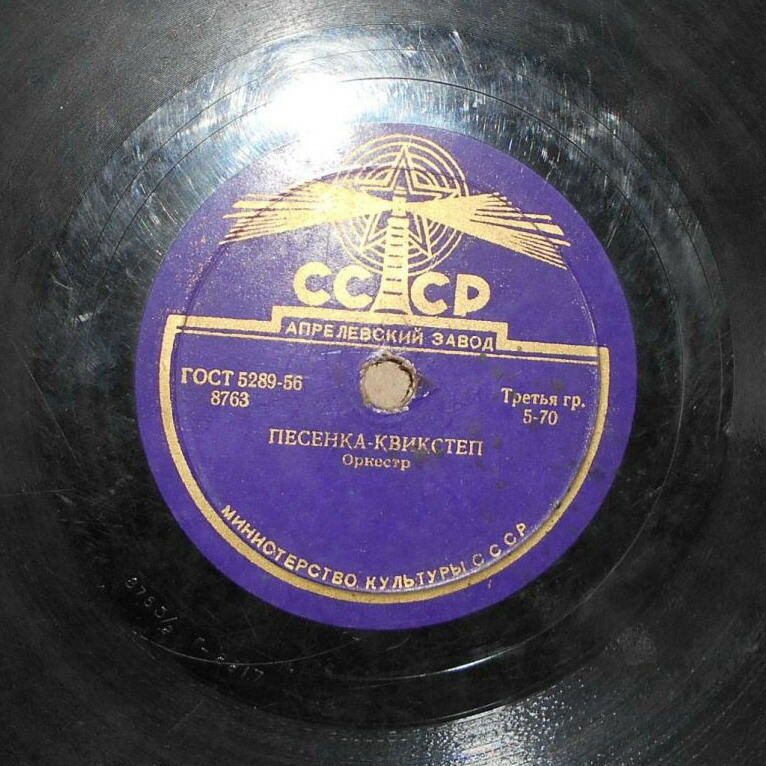 СССР
АПРЕЛЕВСКИЙ ЗАВОД
ГОСТ 5289-56
8763
Третья гр.
5-70
ПЕСЕНКА-КВИКСТЕП
Оркестр
МИНИСТЕРСТВО КУЛЬТУРЫ СССР